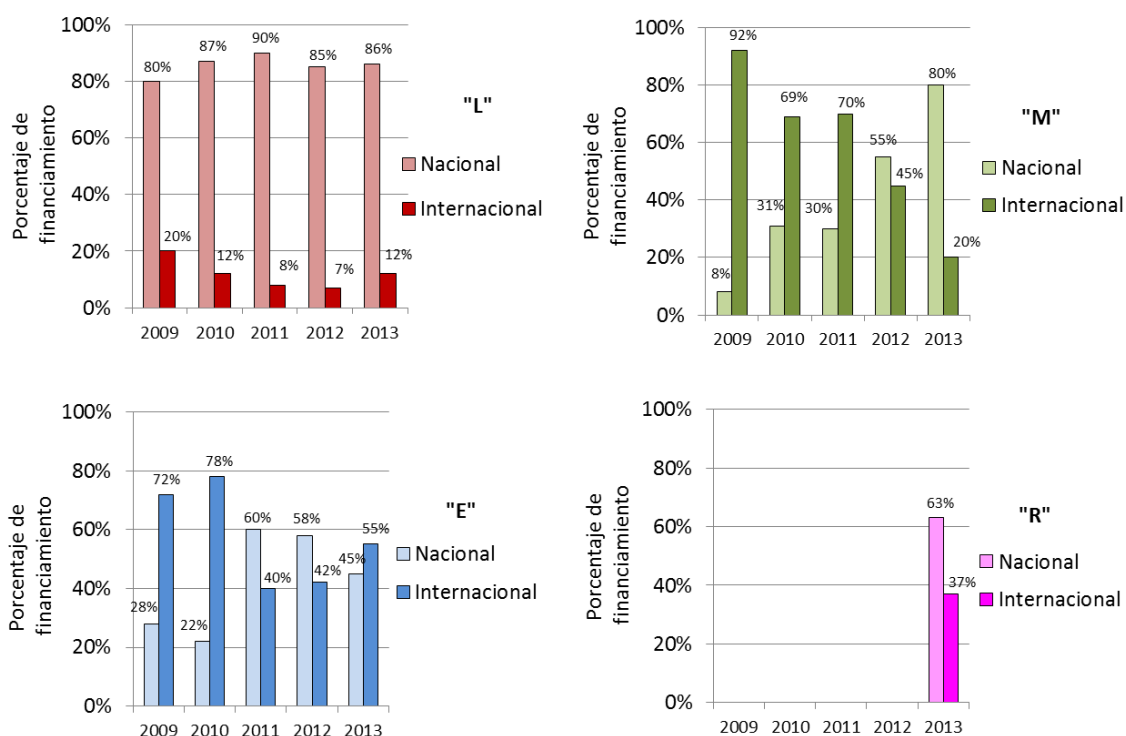 "L"
Porcentaje de
financiamiento
100%
80%
60%
40%
20%
0%
80%
87%
90%
85%
86%
20%
12%
8%
7%
12%
2009 2010 2011 2012 2013
Nacional
Internacional
"M"
Porcentaje de
financiamiento
100%
80%
60%
40%
20%
0%
92%
69%
70%
55%
45%
80%
20%
8%
31%
30%
2009 2010 2011 2012 2013
Nacional
Internacional
"E"
Porcentaje de
financiamiento
100%
80%
60%
40%
20%
0%
28%
72%
22%
78%
60%
40%
58%
42%
45%
55%
2009 2010 2011 2012 2013
Nacional
Internacional
"R"
Porcentaje de
financiamiento
100%
80%
60%
40%
20%
0%
63%
37%
2009 2010 2011 2012 2013
Nacional
Internacional